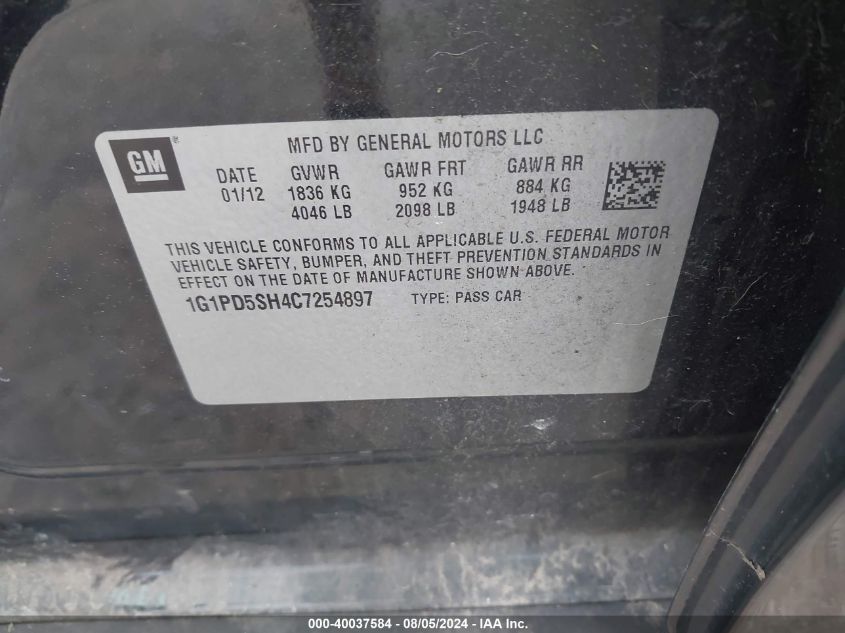 GM®
MFD BY GENERAL MOTORS LLC
DATE GVWR GAWR FRT GAWR RR
01/12 1836 KG 952 KG 884 KG
4046 LB 2098 LB 1948 LB
THIS VEHICLE CONFORMS TO ALL APPLICABLE U.S. FEDERAL MOTOR
VEHICLE SAFETY, BUMPER, AND THEFT PREVENTION STANDARDS IN
EFFECT ON THE DATE OF MANUFACTURE SHOWN ABOVE.
1G1PD5SH4C7254897 TYPE: PASS CAR
000-40037584 - 08/05/2024 - IAA Inc.